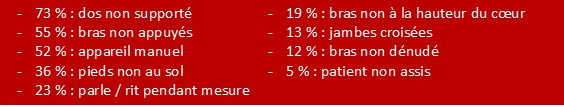 - 73 % : dos non supporté
- 55 % : bras non appuyés
- 52 % : appareil manuel
- 36 % : pieds non au sol
- 23 % : parle / rit pendant mesure
- 19 % : bras non à la hauteur du cœur
- 13 % : jambes croisées
- 12 % : bras non dénudé
- 5 % : patient non assis